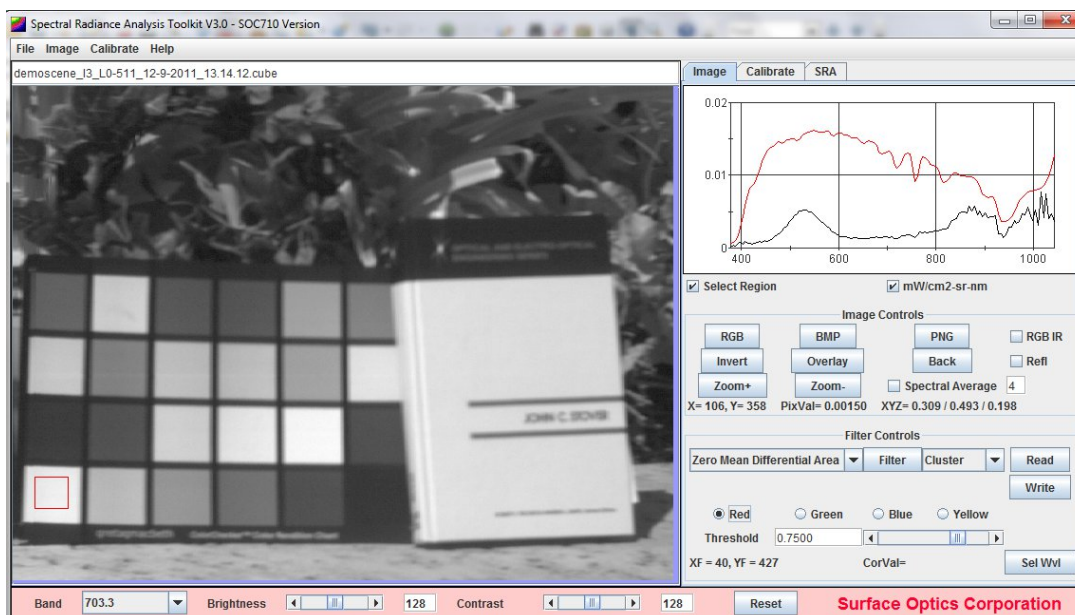 Spectral Radiance Analysis Toolkit V3.0 - SOC710 Version
File Image Calibrate Help
demoscene_I3_L0-511_12-9-2011_13.14.12.cube
JOHN C. STOVER
Image Calibrate SRA
0.02
0.01
0
400 600 800 1000
Select Region mW/cm2-sr-nm
Image Controls
RGB BMP PNG RGB IR
Invert Overlay Back Refl
Zoom+ Zoom- Spectral Average 4
X= 106, Y= 358 PixVal= 0.00150 XYZ= 0.309 / 0.493 / 0.198
Filter Controls
Zero Mean Differential Area Filter Cluster Read
Write
Red Green Blue Yellow
Threshold 0.7500
XF = 40, YF = 427 CorVal= Sel Wvl
Band 703.3 Brightness 128 Contrast 128 Reset Surface Optics Corporation